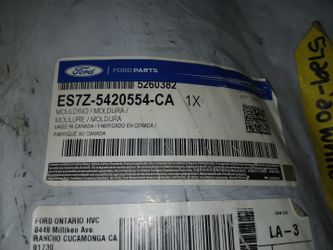 Ford
FORD PARTS
5260382
ES7Z-5420554-CA 1X
MOULDING / MOLDURA
MOULURE / MOLDURA
MADE IN CANADA / FABRICADO EN CANADA /
FABRIQUÉ AU CANADA
FORD ONTARIO HVC
8449 Milliken Ave.
RANCHO CUCAMONGA CA
91730
LA-3